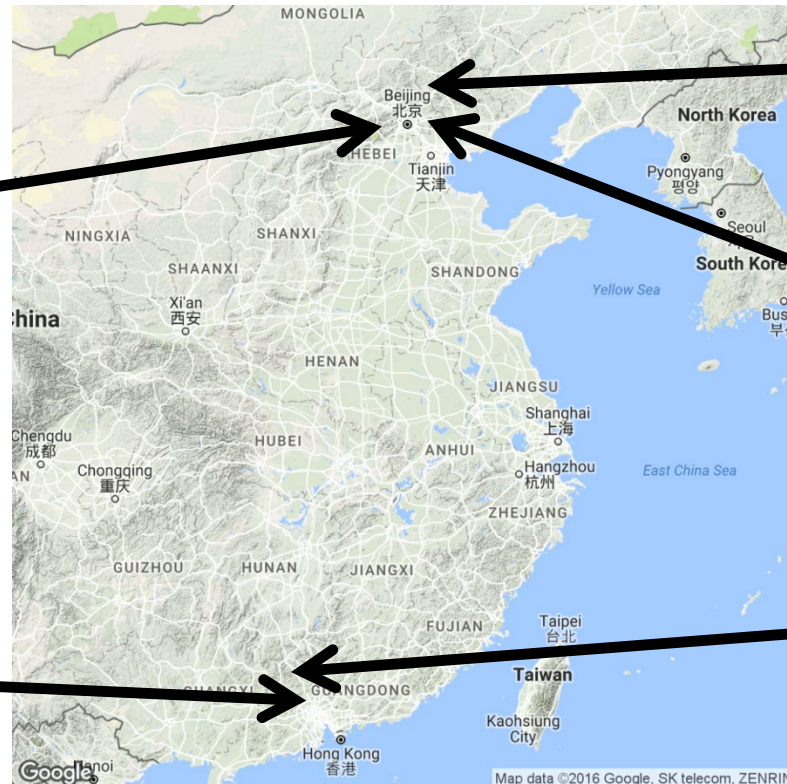 MONGOLIA
Beijing
北京
North Korea
HEBEI
Tianjin
天津
Pyongyang
평양
NINGXIA
SHANXI
Seoul
SHAANXI
SHANDONG
South Kore
Yellow Sea
Xi'an
西安
China
Bus
부
HENAN
JIANGSU
Shanghai
上海
HUBEI
ANHUI
Chengdu
成都
Chongqing
重庆
Hangzhou
杭州
East China Sea
ZHEJIANG
GUIZHOU
HUNAN
JIANGXI
FUJIAN
Taipei
台北
Taiwan
GUANGXI
GUANGDONG
Kaohsiung
City
Hong Kong
香港
Hanoi
Google
Map data ©2016 Google, SK telecom, ZENRIN